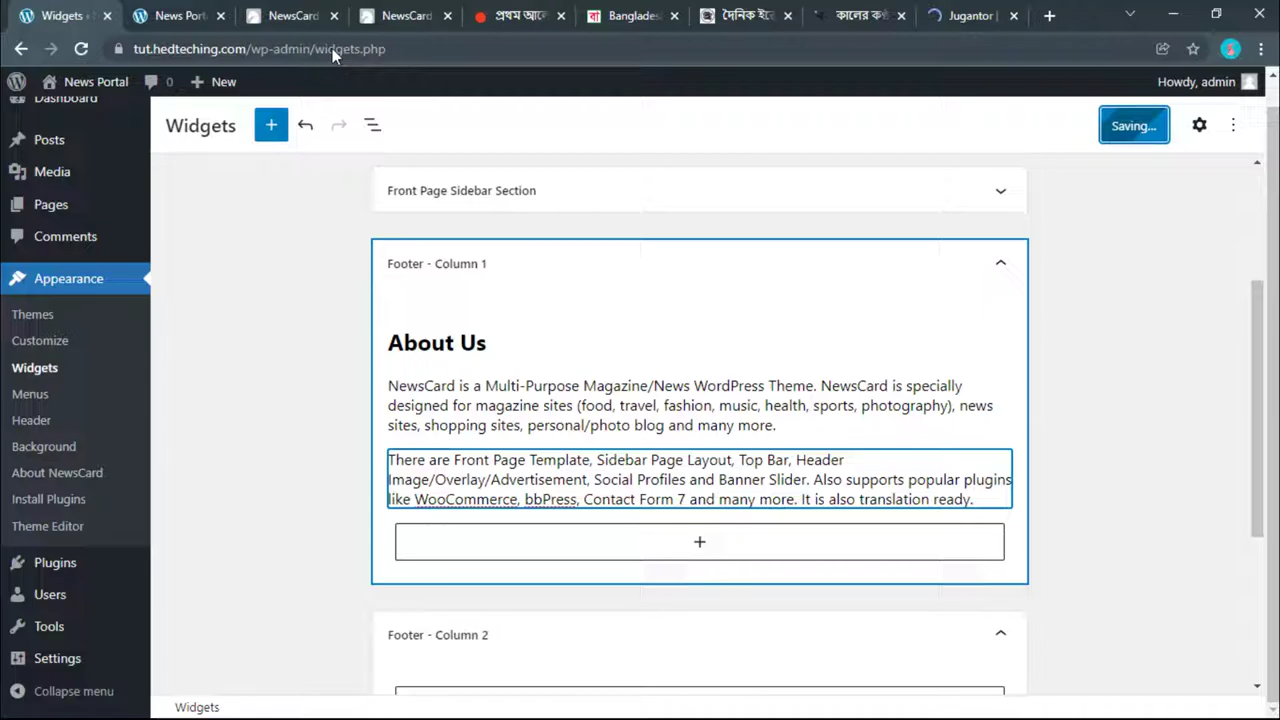 Widgets
News Port
NewsCard
NewsCard
প্রথম আলো
Bangladesh
দৈনিক ইত্তে
কালের কণ্ঠ
Jugantor |
tut.hedteching.com/wp-admin/widgets.php
News Portal
0
New
Howdy, admin
Dashboard
Posts
Media
Pages
Comments
Appearance
Themes
Customize
Widgets
Menus
Header
Background
About NewsCard
Install Plugins
Theme Editor
Plugins
Users
Tools
Settings
Collapse menu
Widgets
Saving...
Front Page Sidebar Section
Footer - Column 1
About Us
NewsCard is a Multi-Purpose Magazine/News WordPress Theme. NewsCard is specially
designed for magazine sites (food, travel, fashion, music, health, sports, photography), news
sites, shopping sites, personal/photo blog and many more.
There are Front Page Template, Sidebar Page Layout, Top Bar, Header
Image/Overlay/Advertisement, Social Profiles and Banner Slider. Also supports popular plugins
like WooCommerce, bbPress, Contact Form 7 and many more. It is also translation ready.
Footer - Column 2
Widgets